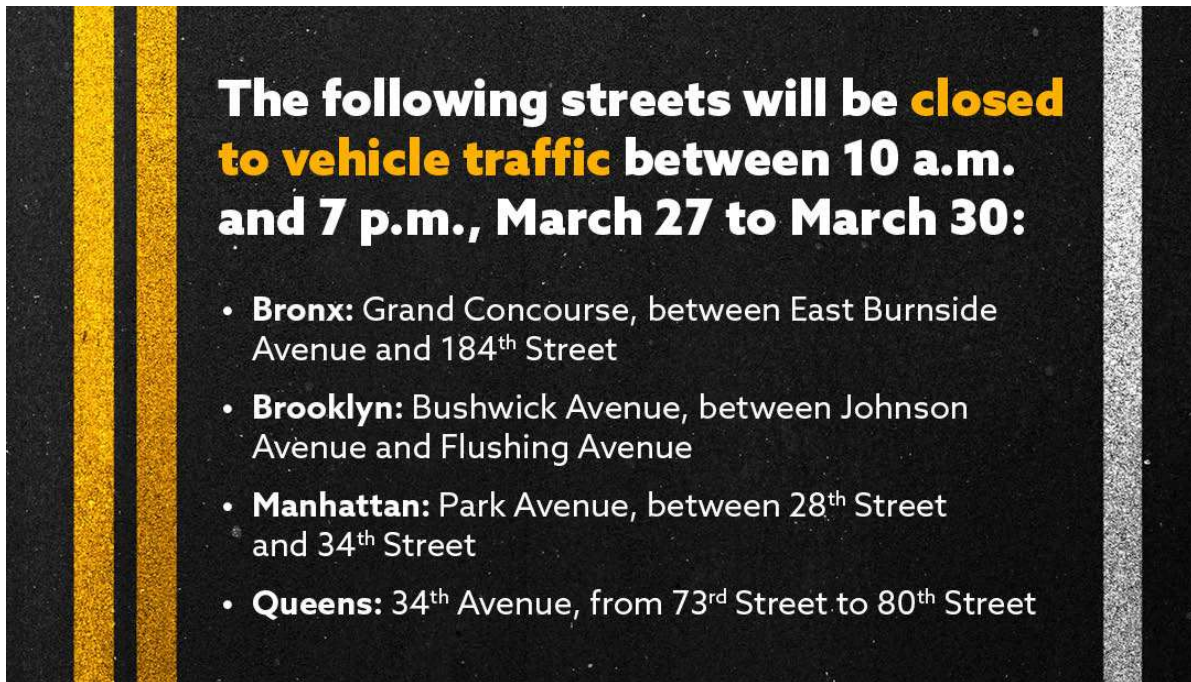 The following streets will be closed
to vehicle traffic between 10 a.m.
and 7 p.m., March 27 to March 30:
• Bronx: Grand Concourse, between East Burnside
Avenue and 184th Street
• Brooklyn: Bushwick Avenue, between Johnson
Avenue and Flushing Avenue
• Manhattan: Park Avenue, between 28th Street
and 34th Street
• Queens: 34th Avenue, from 73rd Street to 80th Street